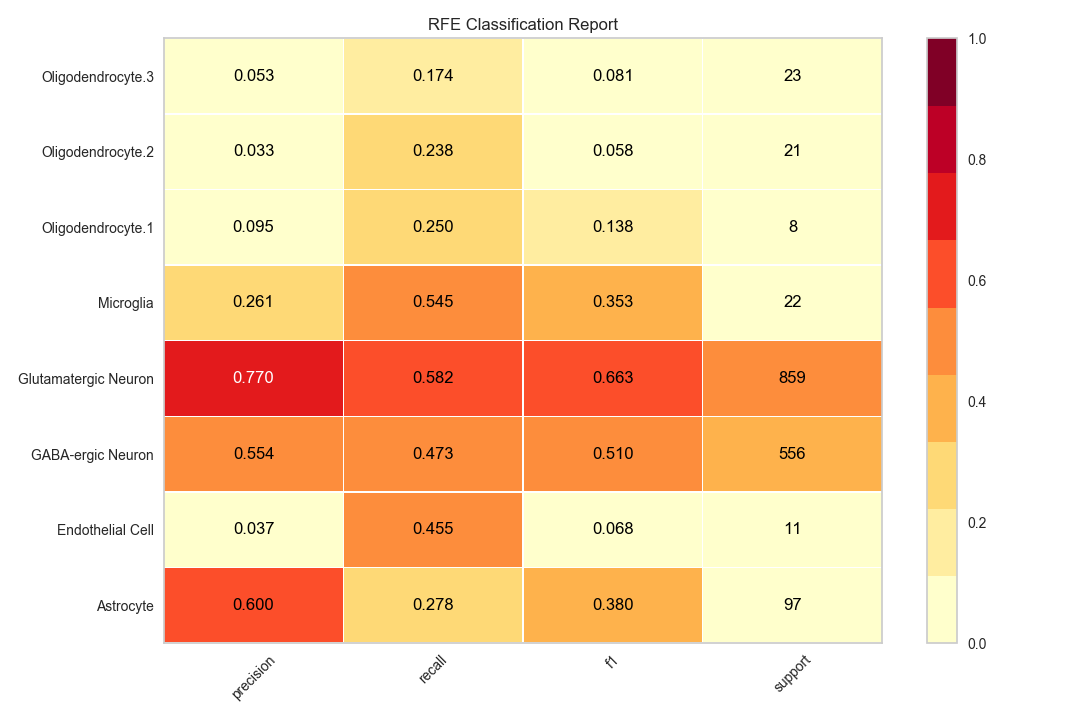 RFE Classification Report
Oligodendrocyte.3 0.053 0.174 0.081 23
Oligodendrocyte.2 0.033 0.238 0.058 21
Oligodendrocyte.1 0.095 0.250 0.138 8
Microglia 0.261 0.545 0.353 22
Glutamatergic Neuron 0.770 0.582 0.663 859
GABA-ergic Neuron 0.554 0.473 0.510 556
Endothelial Cell 0.037 0.455 0.068 11
Astrocyte 0.600 0.278 0.380 97
precision recall f1 support
1.0
0.8
0.6
0.4
0.2
0.0